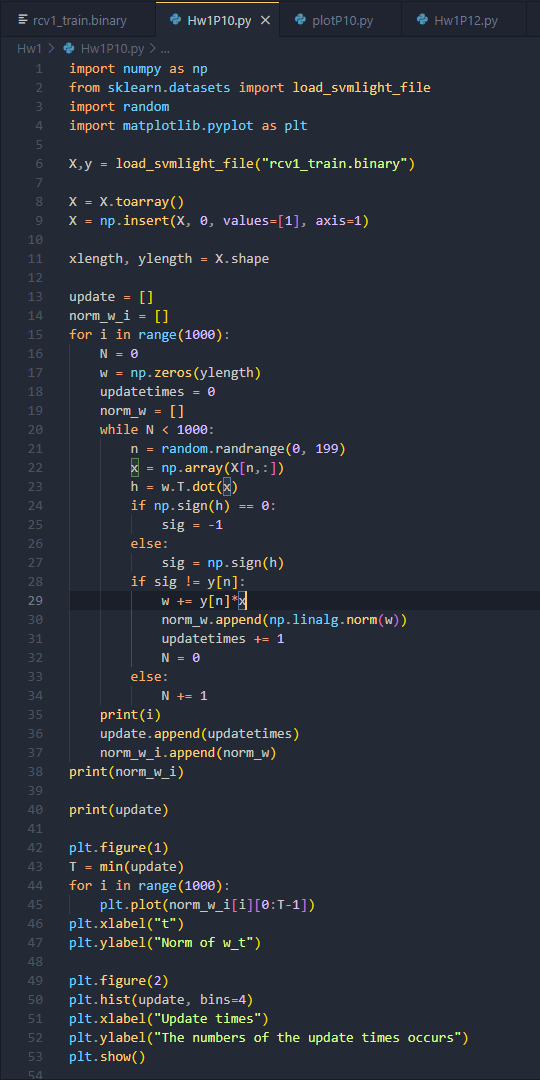 rcv1_train.binary Hw1P10.py plotP10.py Hw1P12.py
Hw1 > Hw1P10.py > ...
1 import numpy as np
2 from sklearn.datasets import load_svmlight_file
3 import random
4 import matplotlib.pyplot as plt
5
6 X,y = load_svmlight_file("rcv1_train.binary")
7
8 X = X.toarray()
9 X = np.insert(X, 0, values=[1], axis=1)
10
11 xlength, ylength = X.shape
12
13 update = []
14 norm_w_i = []
15 for i in range(1000):
16     N = 0
17     w = np.zeros(ylength)
18     updatetimes = 0
19     norm_w = []
20     while N < 1000:
21         n = random.randrange(0, 199)
22         x = np.array(X[n,:])
23         h = w.T.dot(x)
24         if np.sign(h) == 0:
25             sig = -1
26         else:
27             sig = np.sign(h)
28         if sig != y[n]:
29             w += y[n]*x
30             norm_w.append(np.linalg.norm(w))
31             updatetimes += 1
32             N = 0
33         else:
34             N += 1
35     print(i)
36     update.append(updatetimes)
37     norm_w_i.append(norm_w)
38 print(norm_w_i)
39
40 print(update)
41
42 plt.figure(1)
43 T = min(update)
44 for i in range(1000):
45     plt.plot(norm_w_i[i][0:T-1])
46 plt.xlabel("t")
47 plt.ylabel("Norm of w_t")
48
49 plt.figure(2)
50 plt.hist(update, bins=4)
51 plt.xlabel("Update times")
52 plt.ylabel("The numbers of the update times occurs")
53 plt.show()
54